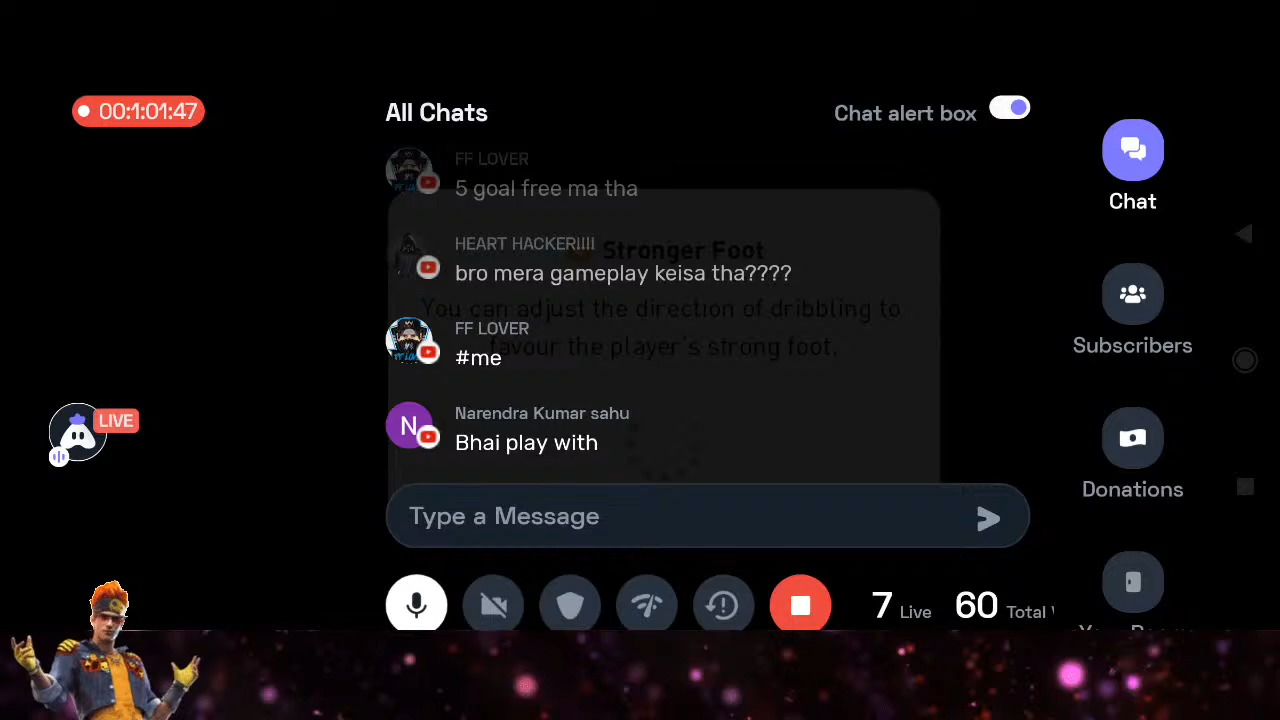 00:1:01:47
All Chats
Chat alert box
FF LOVER
5 goal free ma tha
HEART HACKER!!!!
bro mera gameplay keisa tha????
Stronger Foot
You can adjust the direction of dribbling to
favour the player's strong foot.
FF LOVER
#me
N
Narendra Kumar sahu
Bhai play with
Type a Message
7 Live 60 Total
LIVE
Chat
Subscribers
Donations